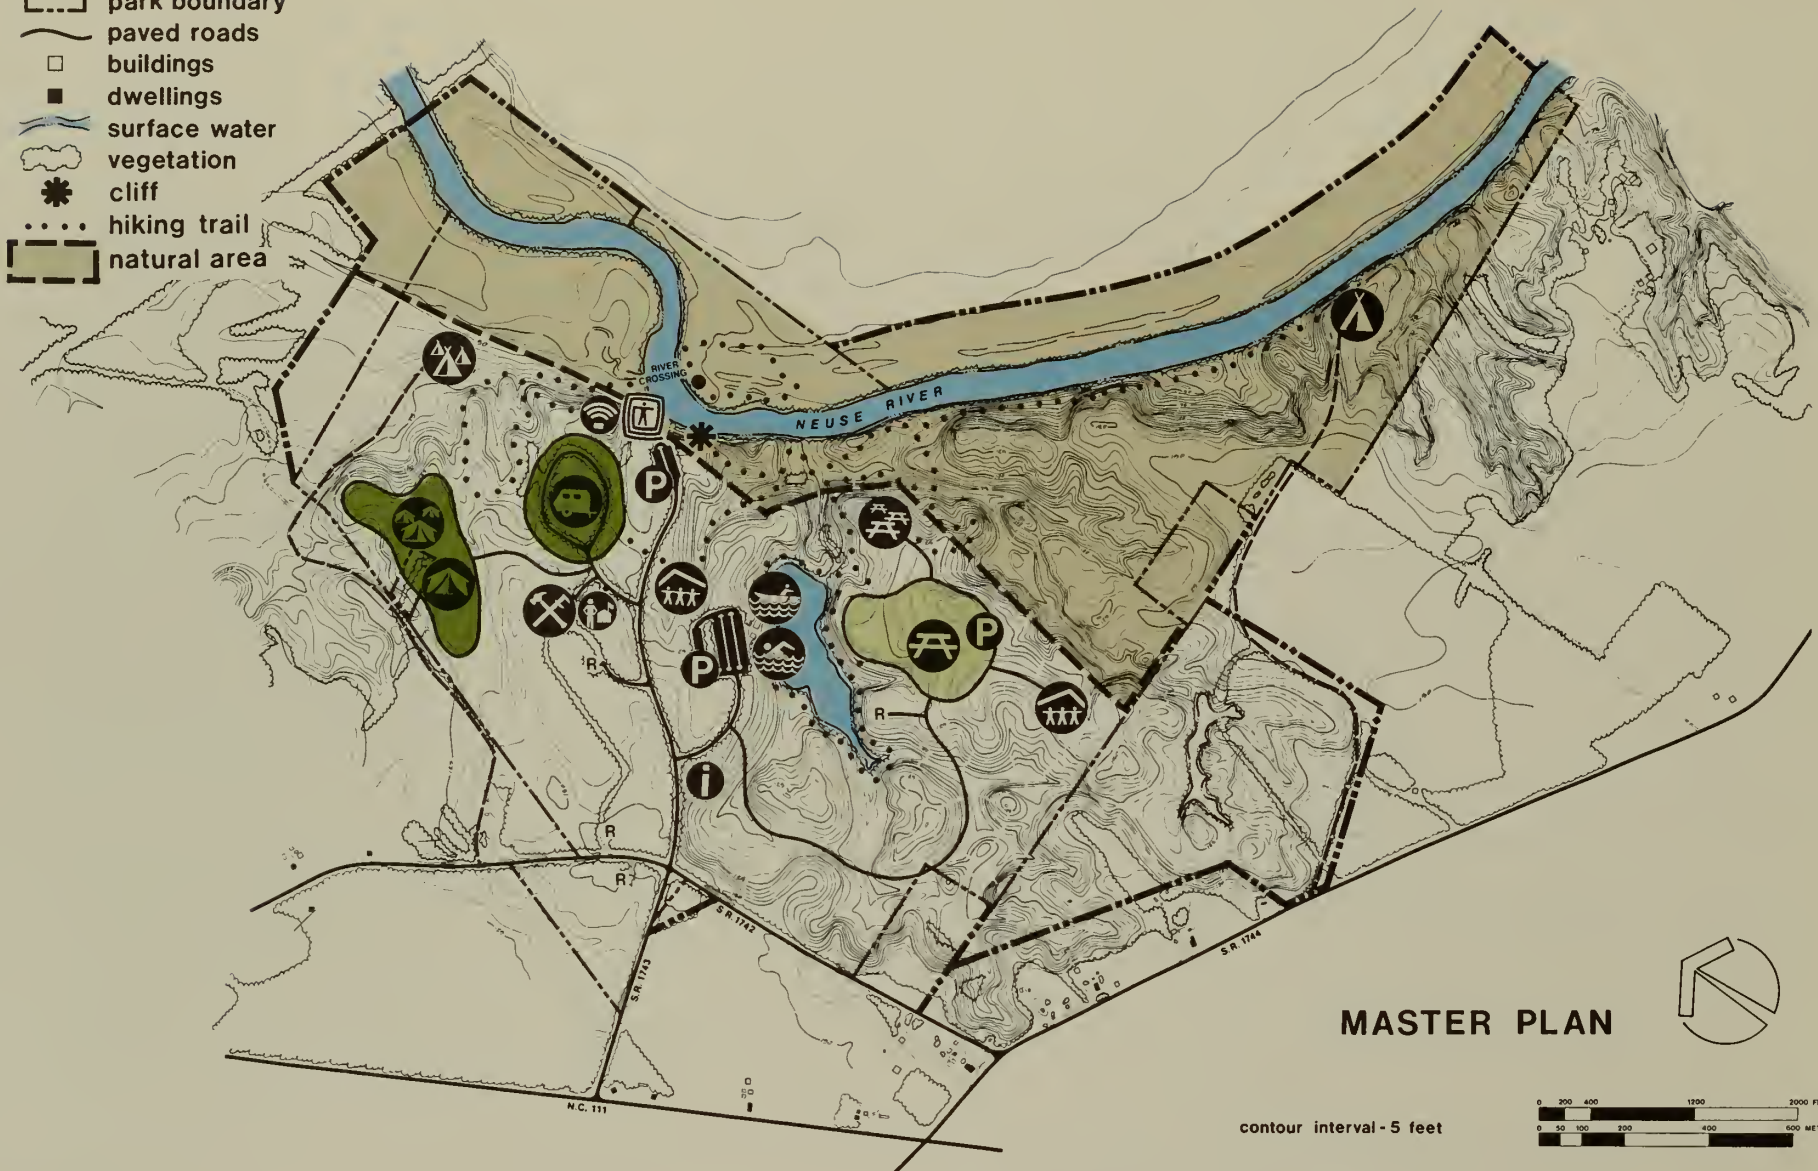 park boundary
paved roads
buildings
dwellings
surface water
vegetation
cliff
hiking trail
natural area
RIVER
CROSSING
NEUSE RIVER
P
P
P
R
R
R
R
i
S.R. 1742
S.R. 1743
S.R. 1744
N.C. 111
MASTER PLAN
contour interval - 5 feet
0 200 400 1200 2000
0 50 100 200 400 600